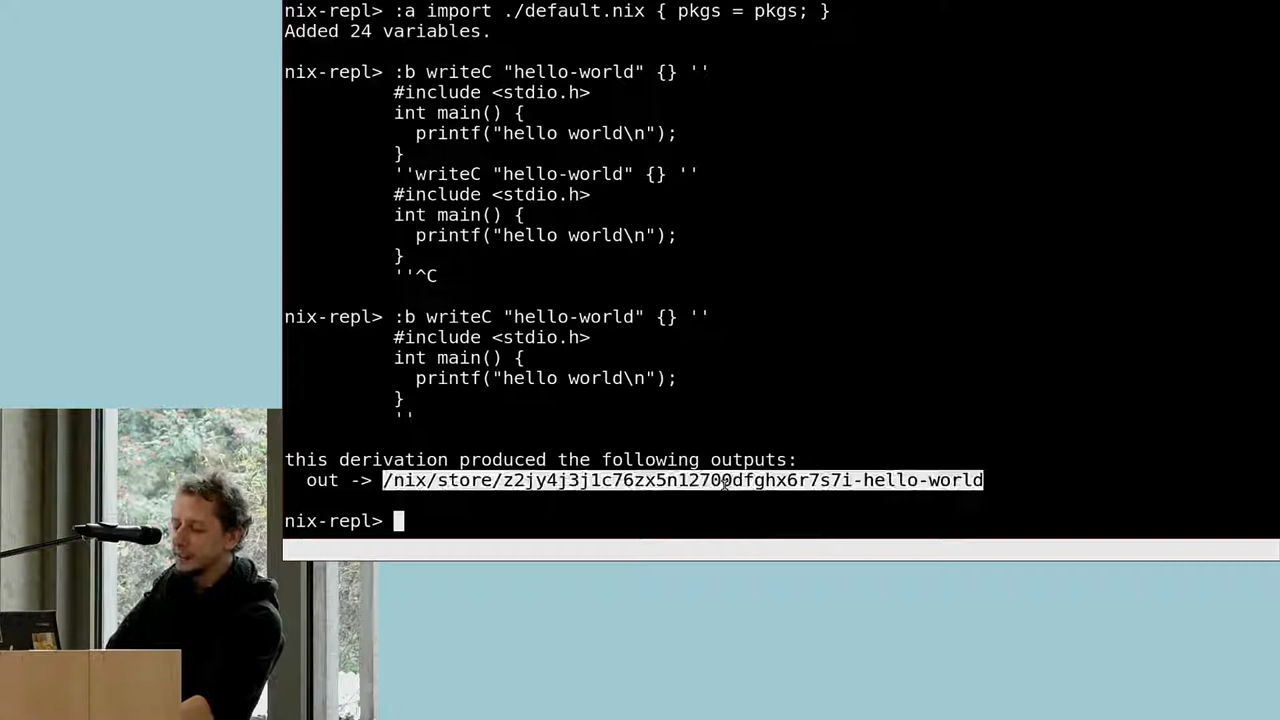 nix-repl> :a import ./default.nix { pkgs = pkgs; }
Added 24 variables.
nix-repl> :b writeC "hello-world" {} ''
#include <stdio.h>
int main() {
printf("hello world\n");
}
''writeC "hello-world" {} ''
#include <stdio.h>
int main() {
printf("hello world\n");
}
''^C
nix-repl> :b writeC "hello-world" {} ''
#include <stdio.h>
int main() {
printf("hello world\n");
}
''
this derivation produced the following outputs:
out -> /nix/store/z2jy4j3j1c76zx5n12700dfghx6r7s7i-hello-world
nix-repl>